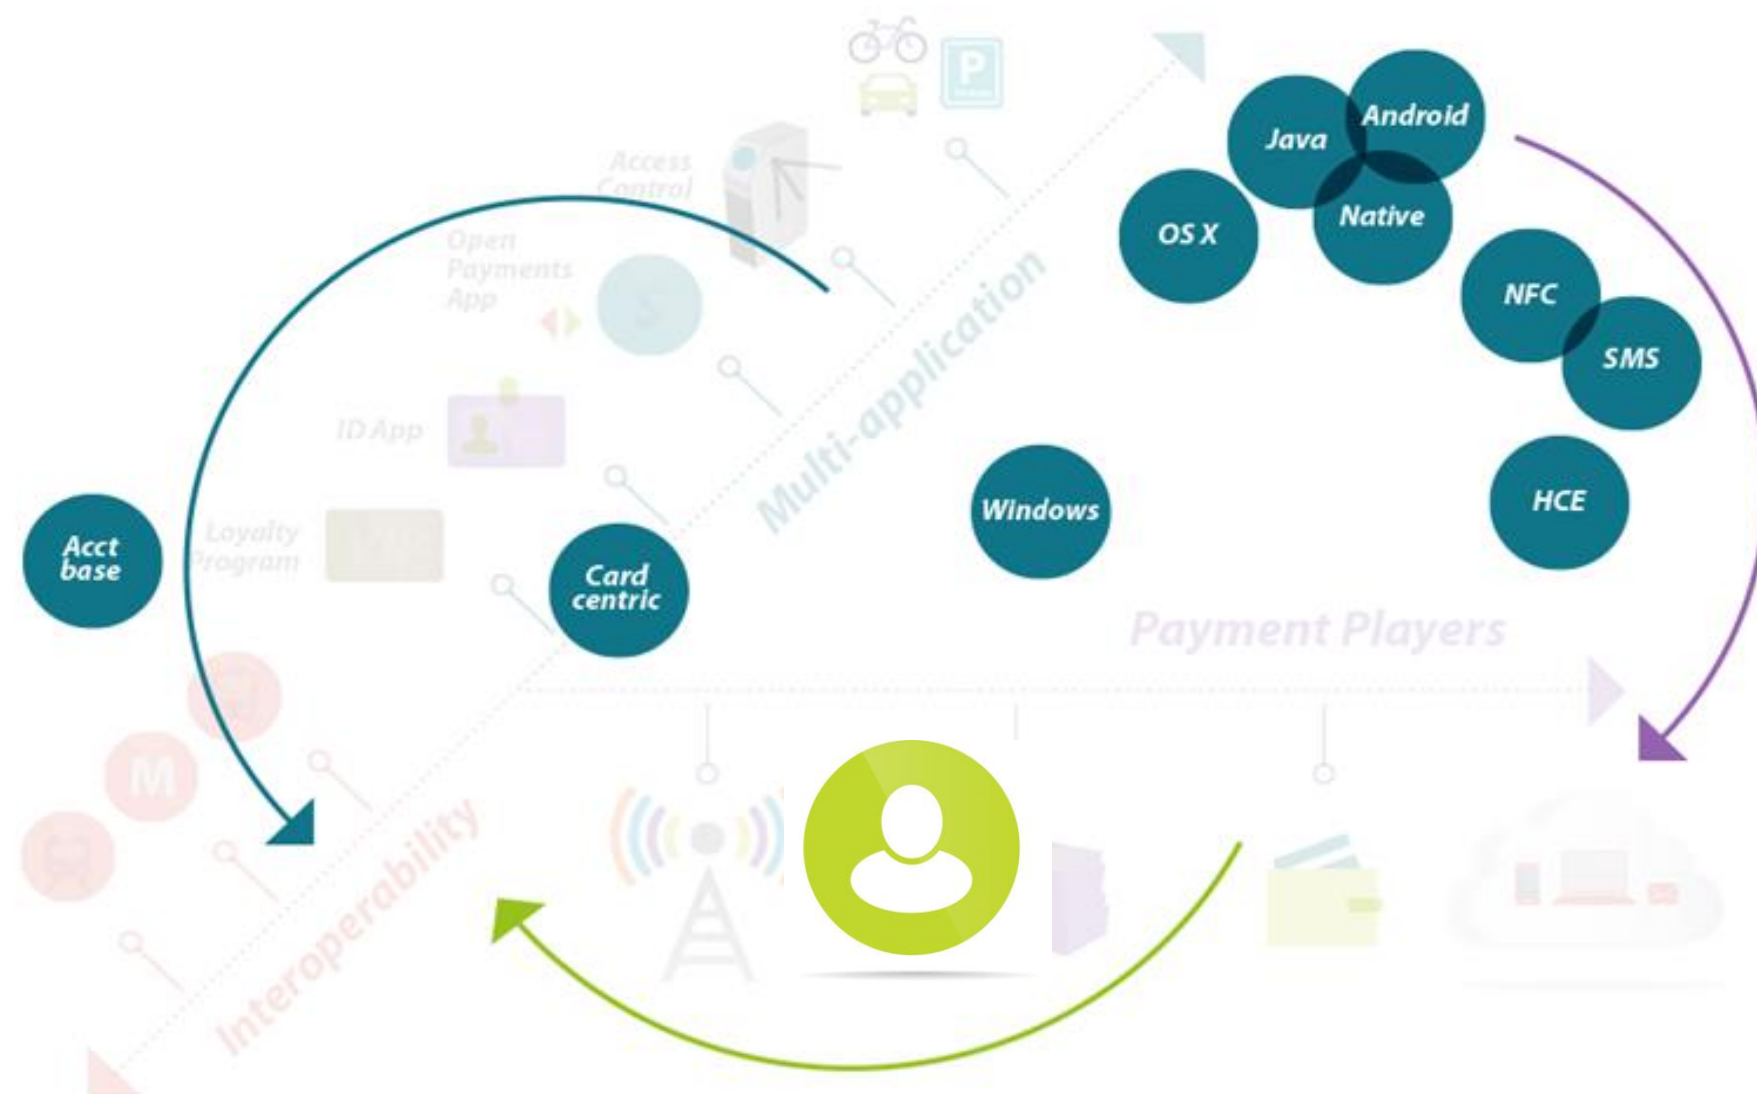 P
Access
Control
Java
Android
OS X
Native
Open
Payments
App
S
NFC
SMS
Multi-application
ID App
Windows
HCE
Loyalty
Program
Acct
base
Card
centric
Payment Players
M
Interoperability